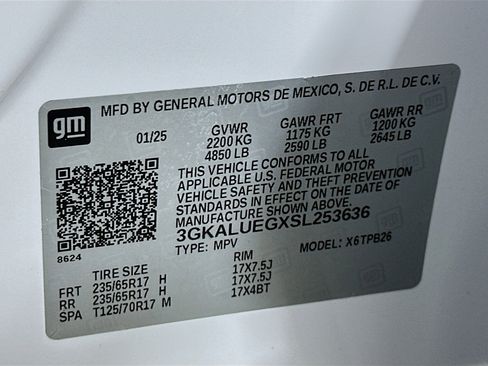 gm
MFD BY GENERAL MOTORS DE MEXICO, S. DE R.L. DE C.V.
01/25 GVWR GAWR FRT GAWR RR
2200 KG 1175 KG 1200 KG
4850 LB 2590 LB 2645 LB
THIS VEHICLE CONFORMS TO ALL
APPLICABLE U.S. FEDERAL MOTOR
VEHICLE SAFETY AND THEFT PREVENTION
STANDARDS IN EFFECT ON THE DATE OF
MANUFACTURE SHOWN ABOVE.
3GKALUEGXSL253636
8624 TYPE: MPV MODEL: X6TPB26
TIRE SIZE RIM
FRT 235/65R17 H 17X7.5J
RR 235/65R17 H 17X7.5J
SPA T125/70R17 M 17X4BT